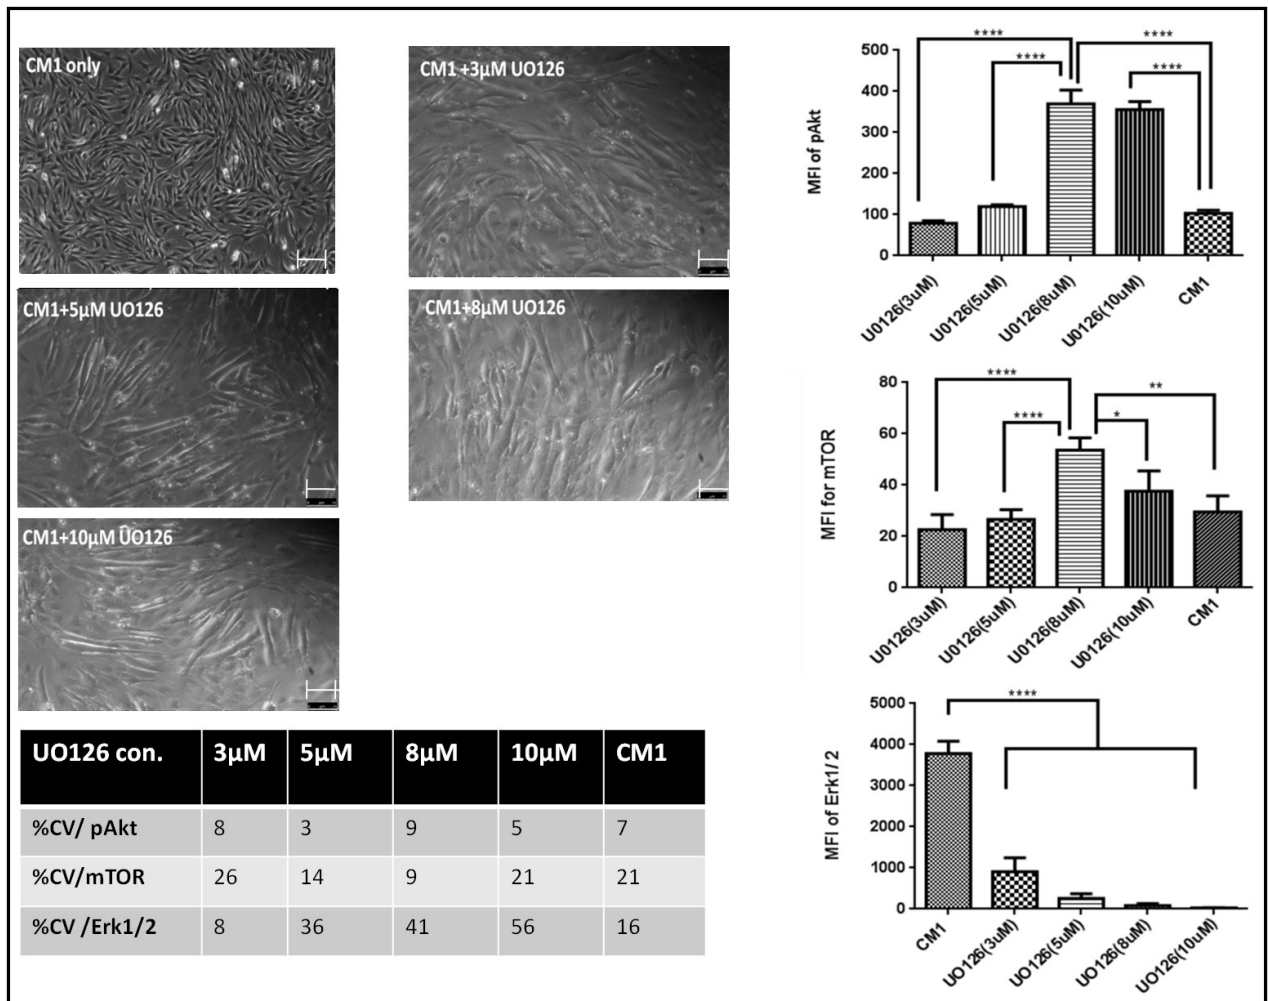 CM1 only
CM1 +3µM UO126
CM1+5µM UO126
CM1+8µM UO126
CM1+10µM UO126
UO126 con. 3µM 5µM 8µM 10µM CM1
%CV/ pAkt 8 3 9 5 7
%CV/mTOR 26 14 9 21 21
%CV /Erk1/2 8 36 41 56 16
MFI of pAkt
500
400
300
200
100
0
**** ****
**** ****
U0126(3uM) U0126(5uM) U0126(8uM) U0126(10uM) CM1
MFI for mTOR
80
60
40
20
0
**** **
**** *
U0126(3uM) U0126(5uM) U0126(8uM) U0126(10uM) CM1
MFI of Erk1/2
5000
4000
3000
2000
1000
0
****
CM1 UO126(3uM) UO126(5uM) UO126(8uM) UO126(10uM)